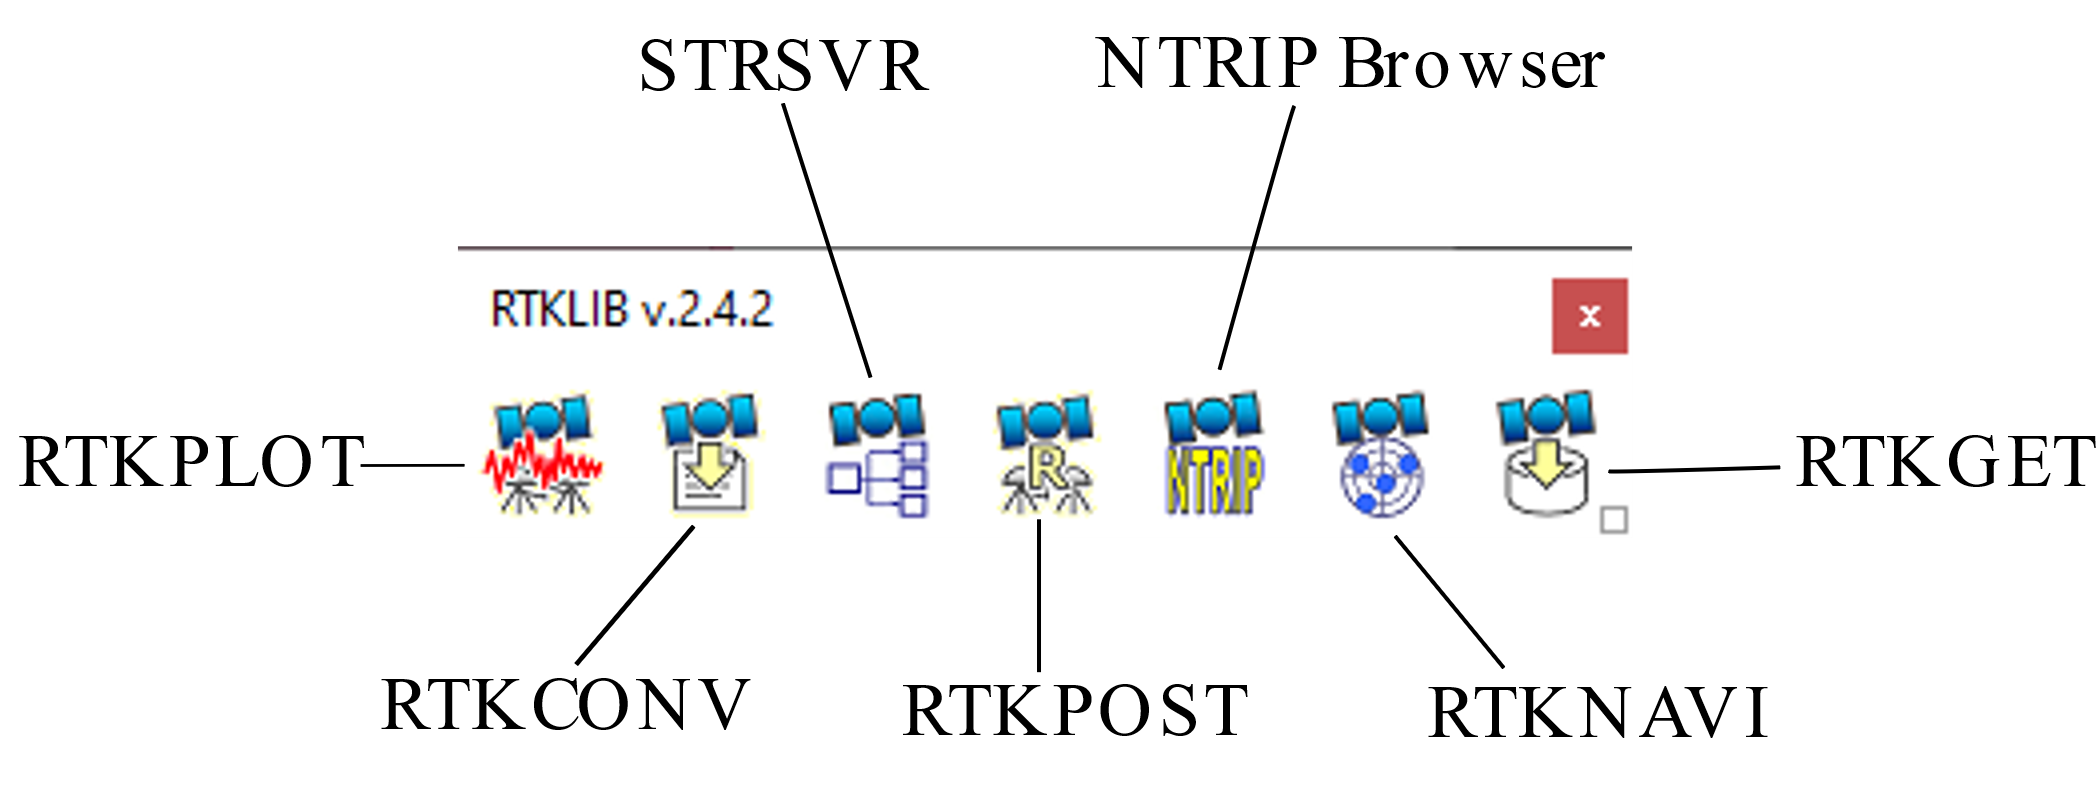 STRSVR
NTRIP Browser
RTKLIB v.2.4.2
x
RTKPLOT
R
NTRIP
RTKGET
RTKCONV
RTKPOST
RTKNAVI